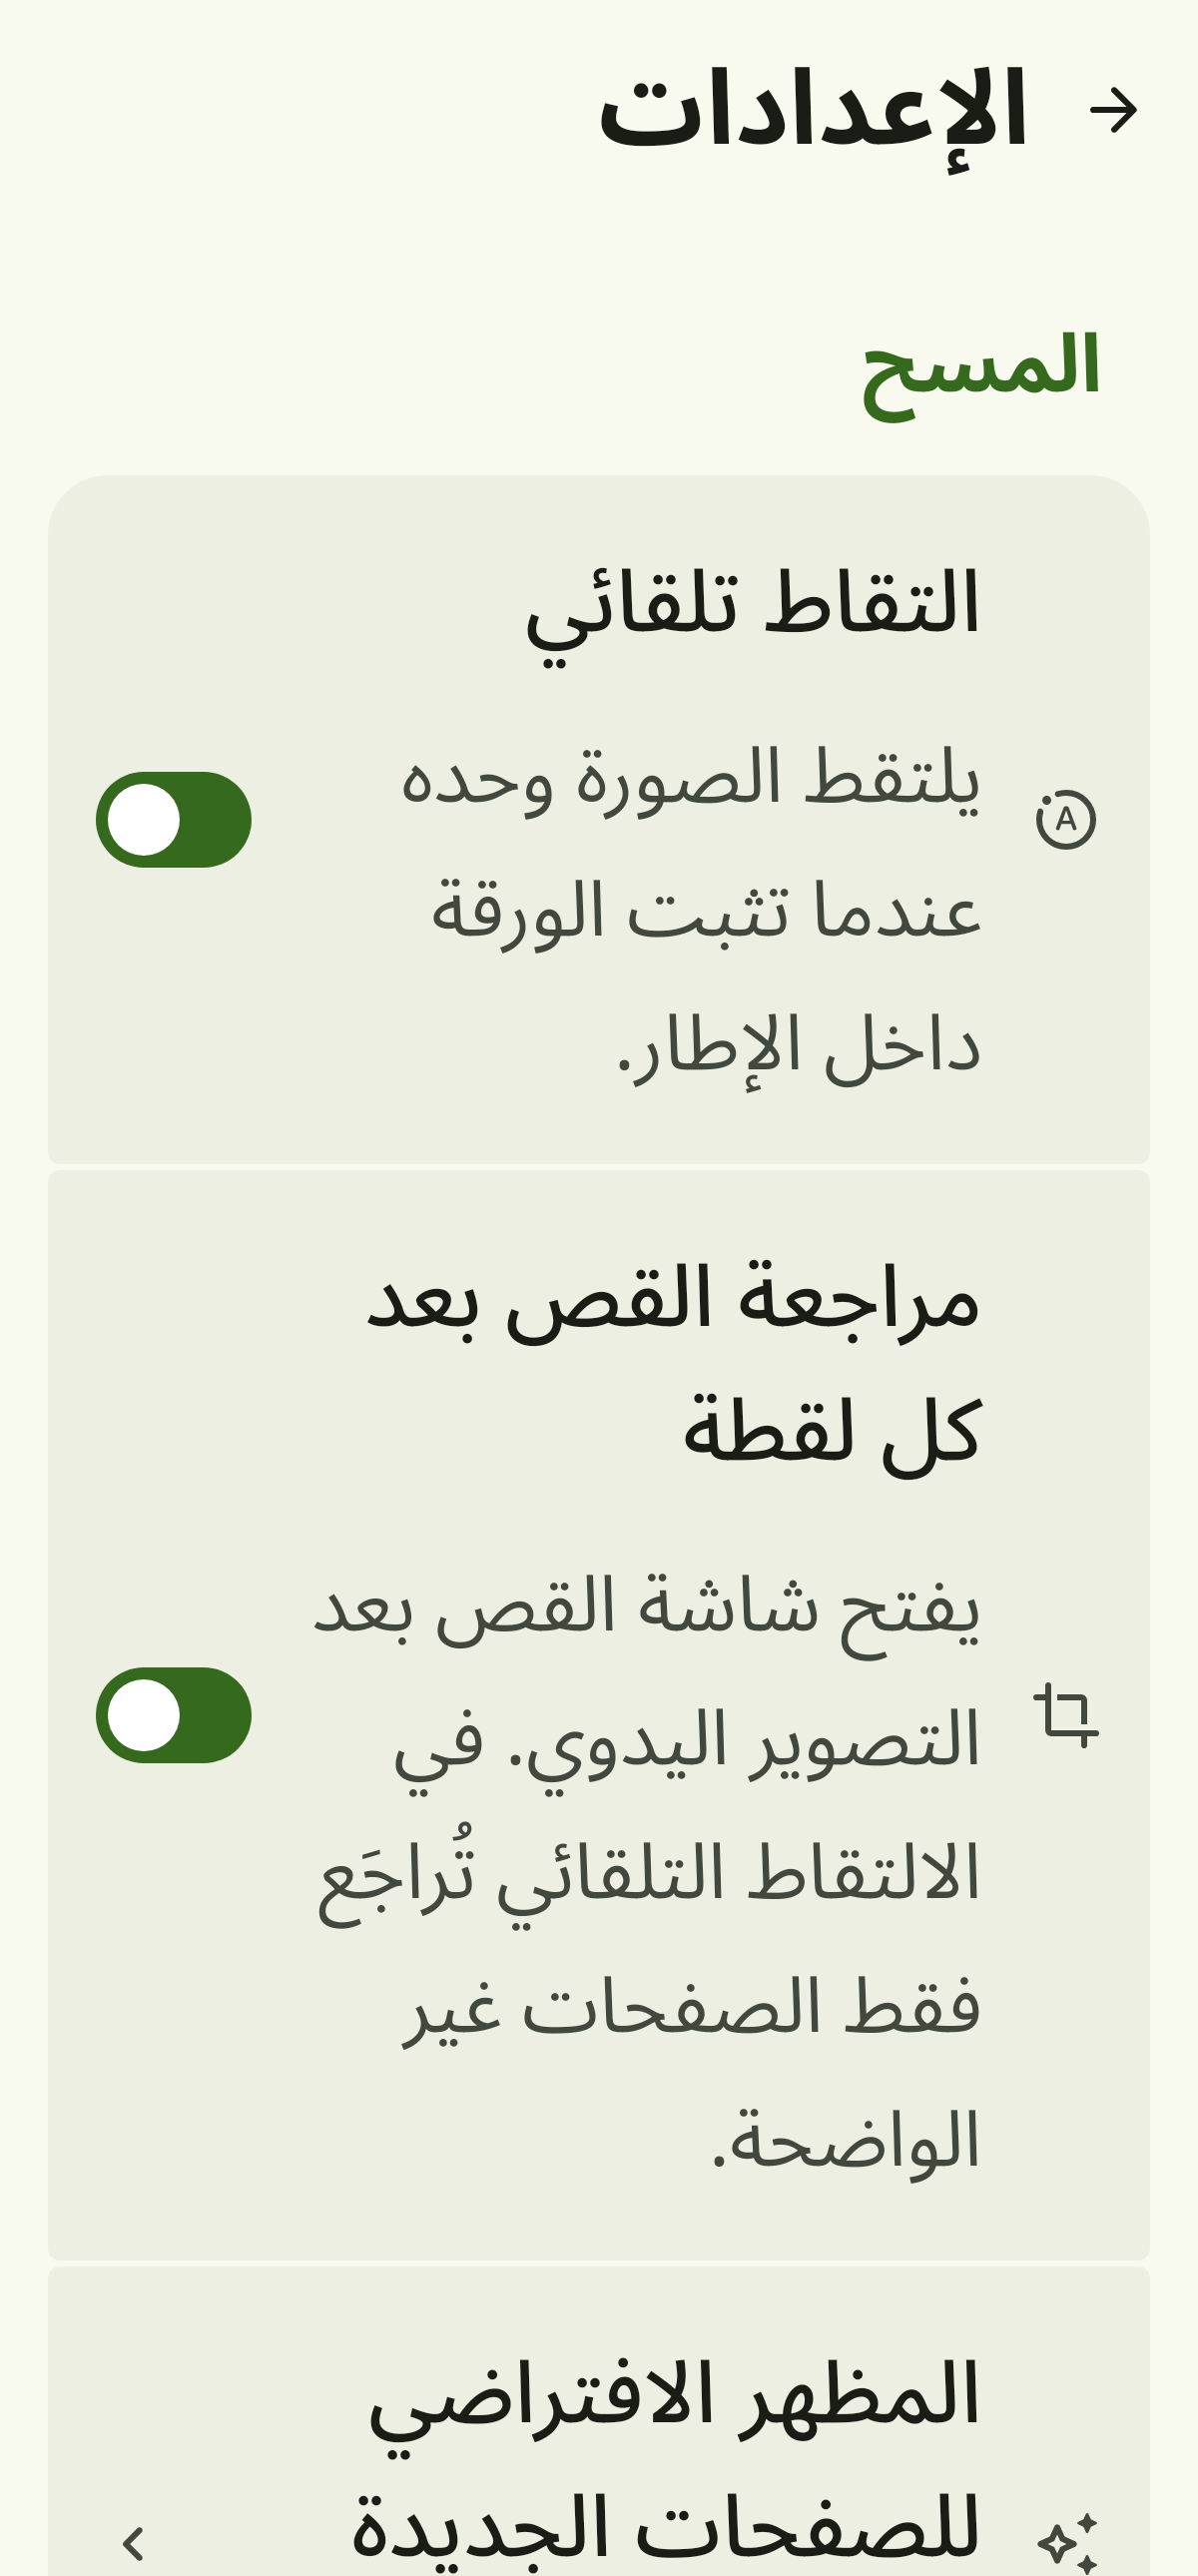 الإعدادات
المسح
التقاط تلقائي
يلتقط الصورة وحده
عندما تثبت الورقة
داخل الإطار.
مراجعة القص بعد
كل لقطة
يفتح شاشة القص بعد
التصوير اليدوي. في
الالتقاط التلقائي تُراجَع
فقط الصفحات غير
الواضحة.
المظهر الافتراضي
للصفحات الجديدة